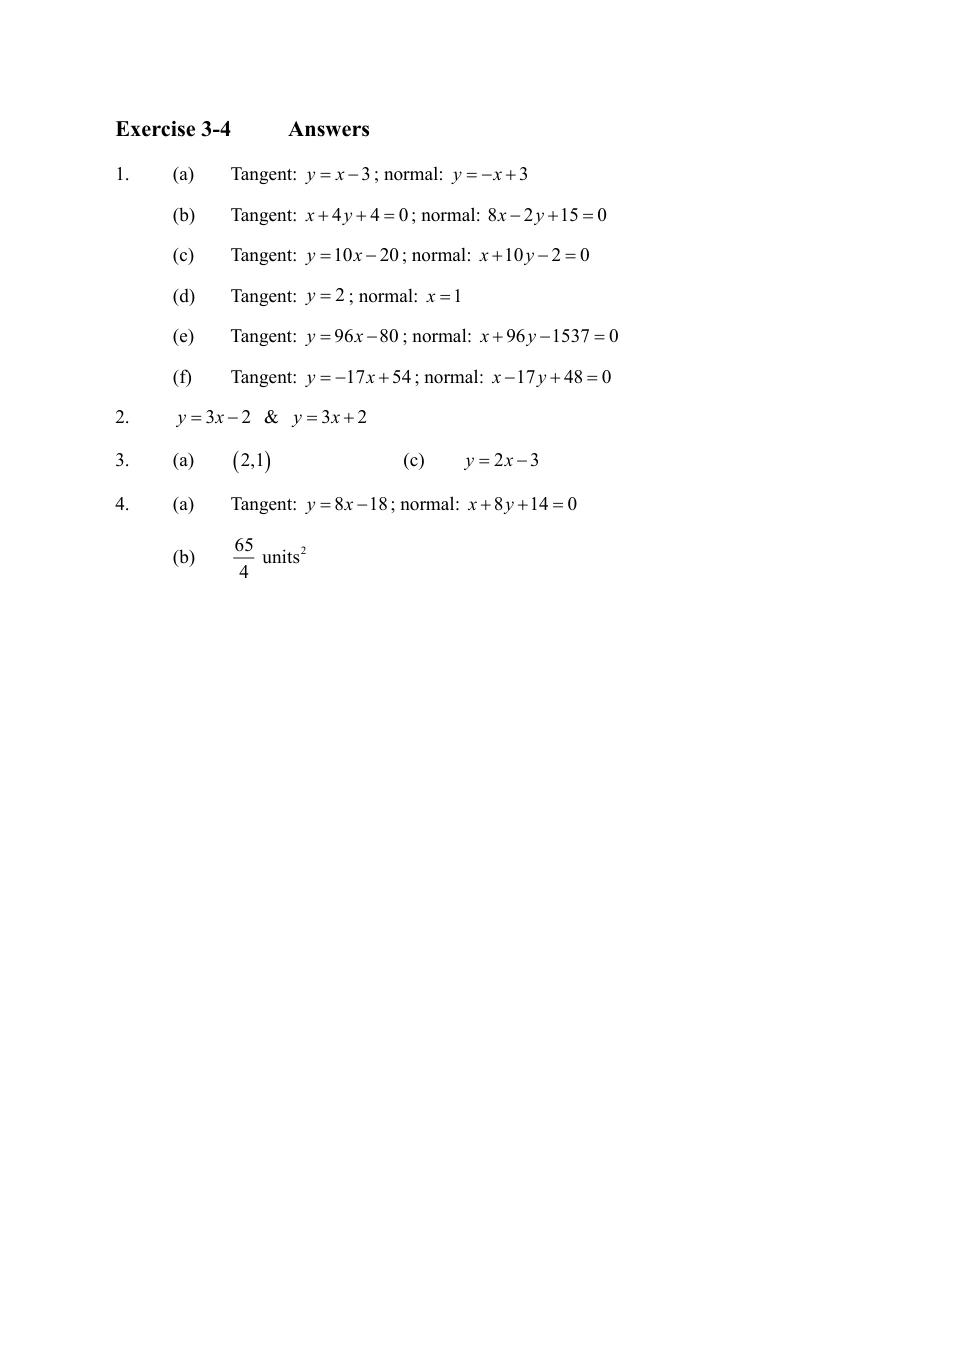 Exercise 3-4 Answers
1. (a) Tangent: y = x − 3 ; normal: y = −x + 3
(b) Tangent: x + 4y + 4 = 0 ; normal: 8x − 2y + 15 = 0
(c) Tangent: y = 10x − 20 ; normal: x + 10y − 2 = 0
(d) Tangent: y = 2 ; normal: x = 1
(e) Tangent: y = 96x − 80 ; normal: x + 96y − 1537 = 0
(f) Tangent: y = −17x + 54 ; normal: x − 17y + 48 = 0
2. y = 3x − 2 & y = 3x + 2
3. (a) (2,1) (c) y = 2x − 3
4. (a) Tangent: y = 8x − 18 ; normal: x + 8y + 14 = 0
(b) 65/4 units²